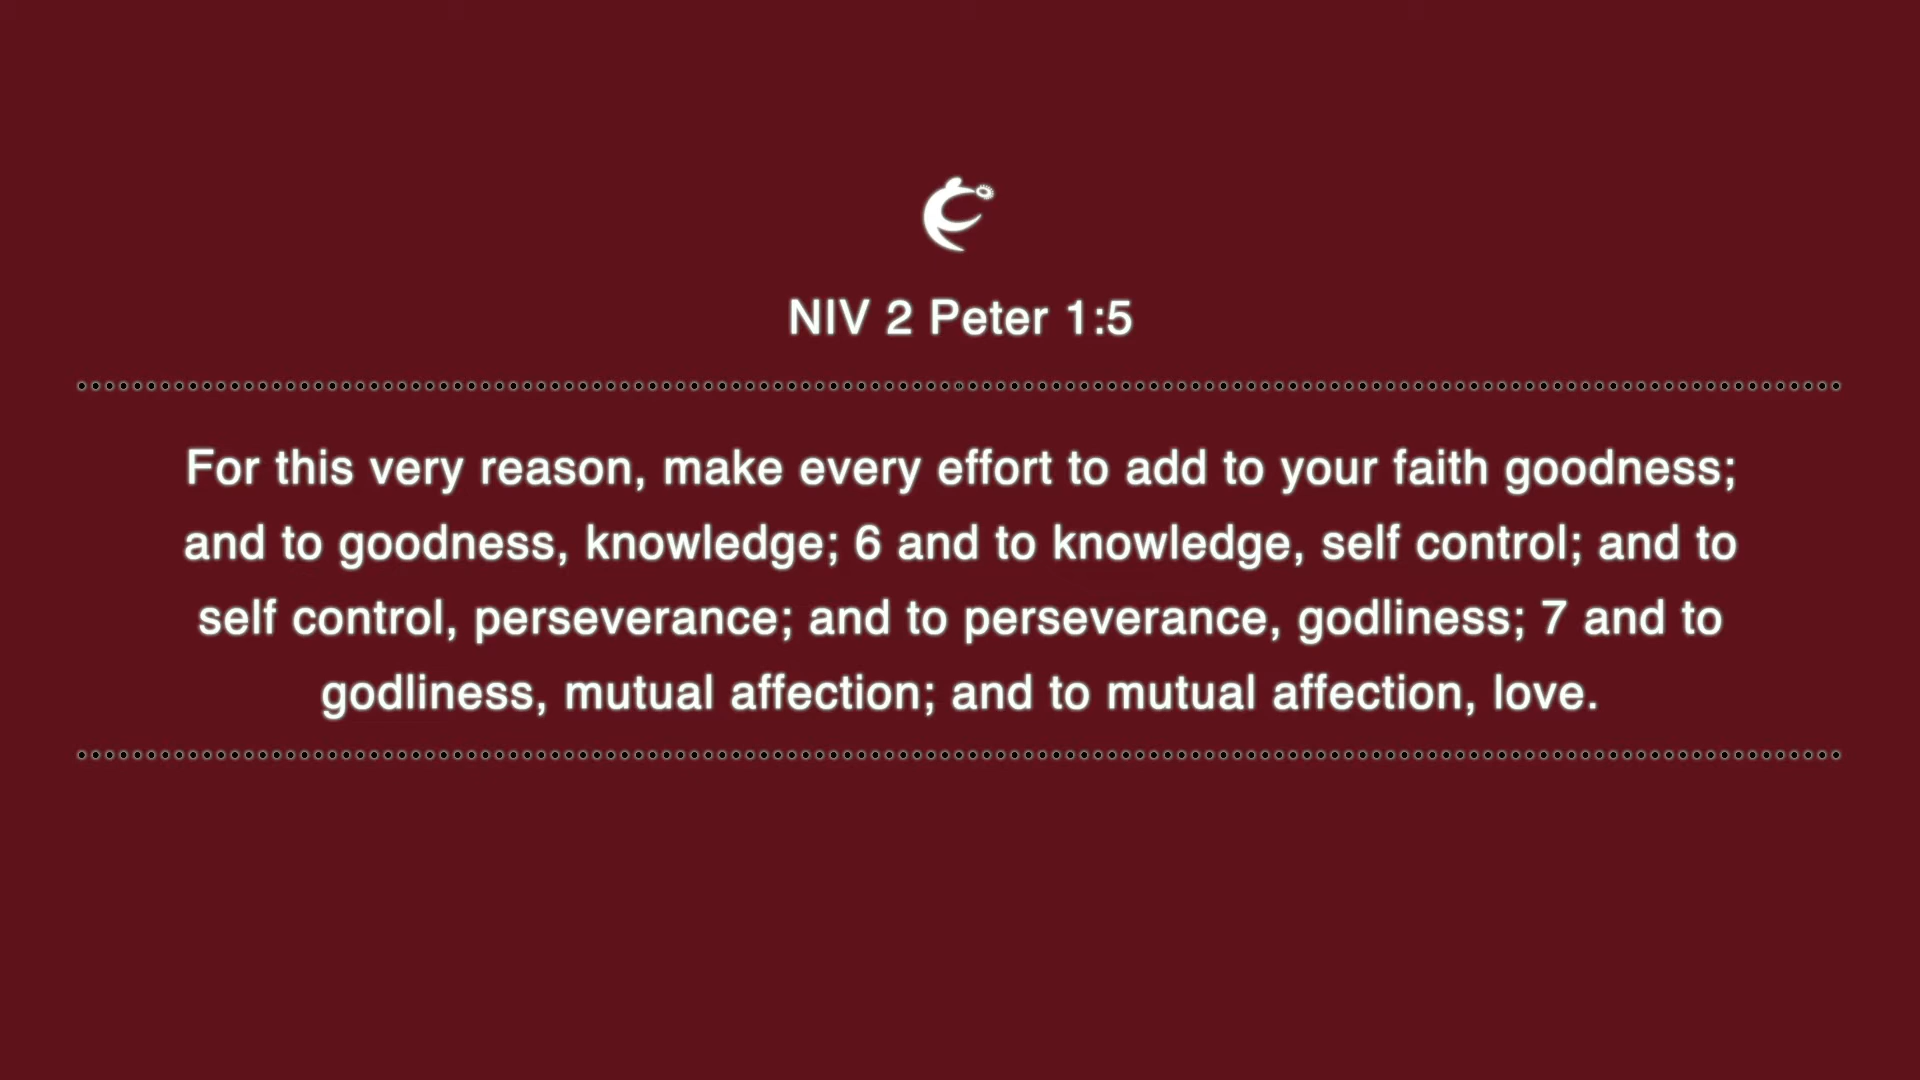 NIV 2 Peter 1:5
For this very reason, make every effort to add to your faith goodness;
and to goodness, knowledge; 6 and to knowledge, self control; and to
self control, perseverance; and to perseverance, godliness; 7 and to
godliness, mutual affection; and to mutual affection, love.